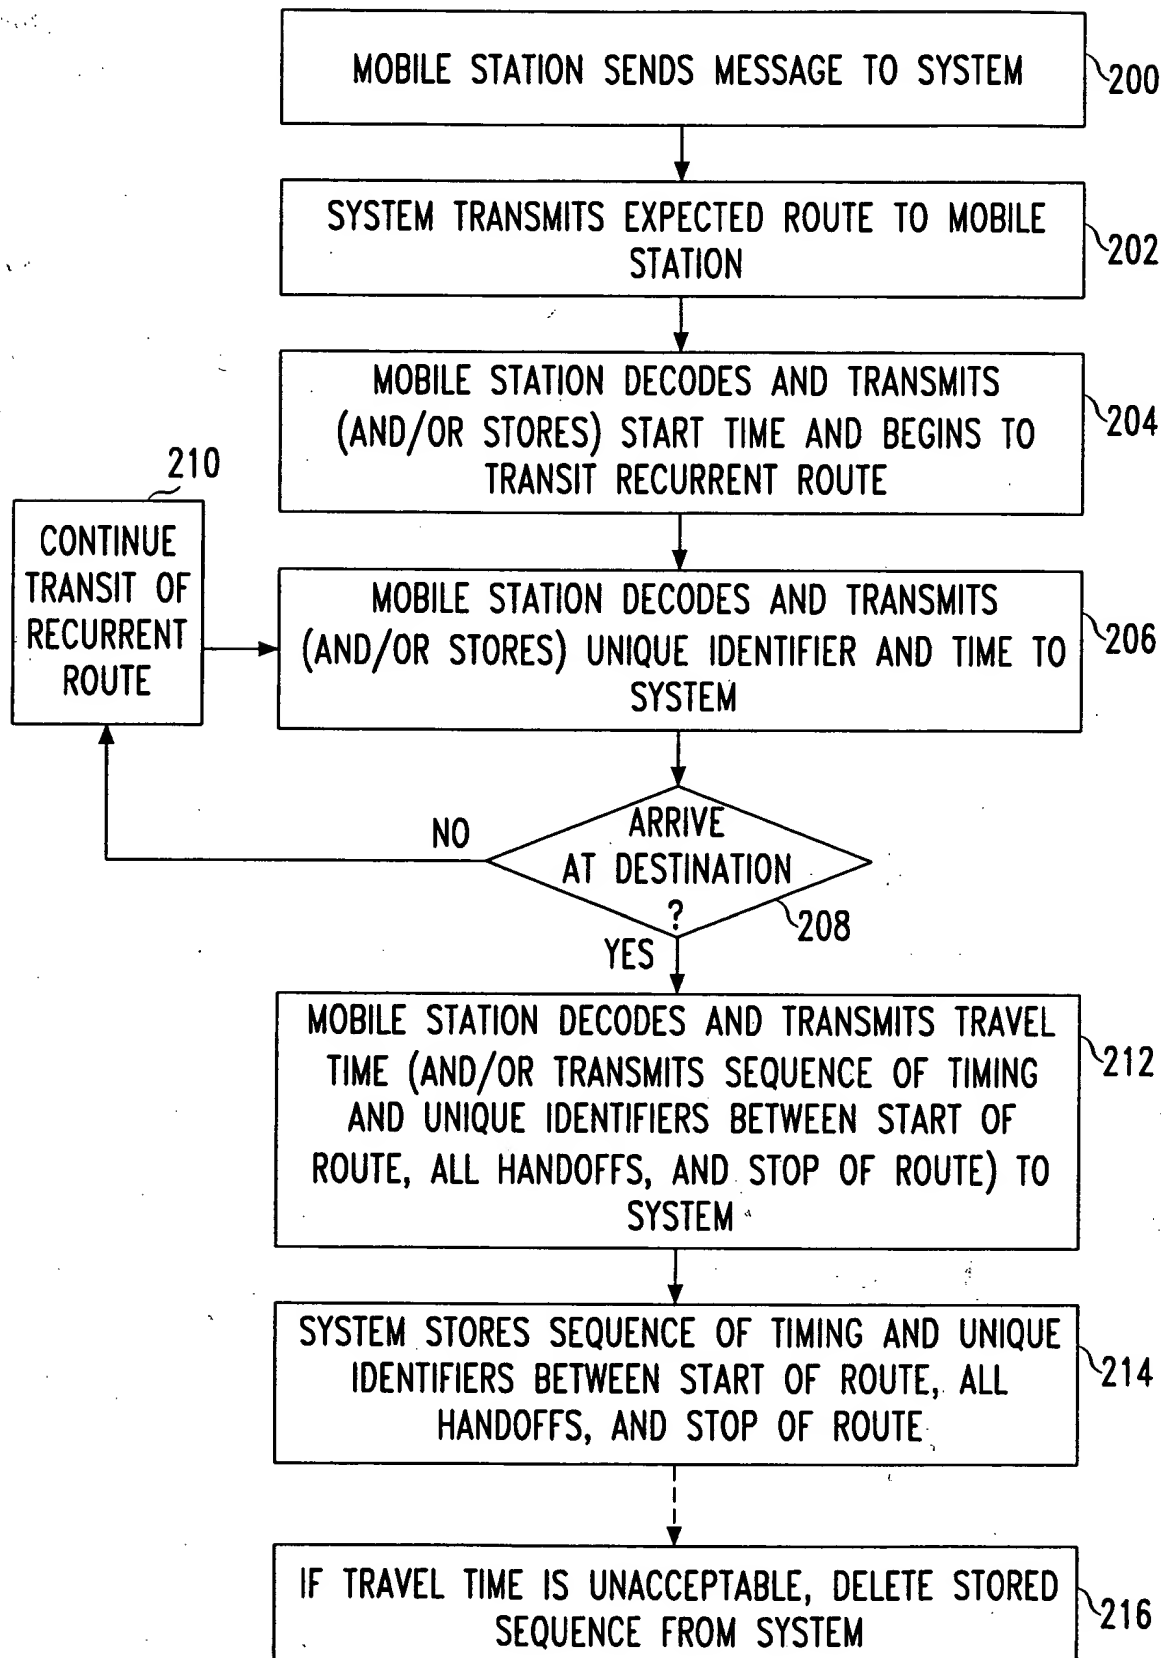 MOBILE STATION SENDS MESSAGE TO SYSTEM
200
SYSTEM TRANSMITS EXPECTED ROUTE TO MOBILE
STATION
202
MOBILE STATION DECODES AND TRANSMITS
(AND/OR STORES) START TIME AND BEGINS TO
TRANSIT RECURRENT ROUTE
204
210
CONTINUE
TRANSIT OF
RECURRENT
ROUTE
MOBILE STATION DECODES AND TRANSMITS
(AND/OR STORES) UNIQUE IDENTIFIER AND TIME TO
SYSTEM
206
NO
ARRIVE
AT DESTINATION
?
208
YES
MOBILE STATION DECODES AND TRANSMITS TRAVEL
TIME (AND/OR TRANSMITS SEQUENCE OF TIMING
AND UNIQUE IDENTIFIERS BETWEEN START OF
ROUTE, ALL HANDOFFS, AND STOP OF ROUTE) TO
SYSTEM
212
SYSTEM STORES SEQUENCE OF TIMING AND UNIQUE
IDENTIFIERS BETWEEN START OF ROUTE, ALL
HANDOFFS, AND STOP OF ROUTE
214
IF TRAVEL TIME IS UNACCEPTABLE, DELETE STORED
SEQUENCE FROM SYSTEM
216